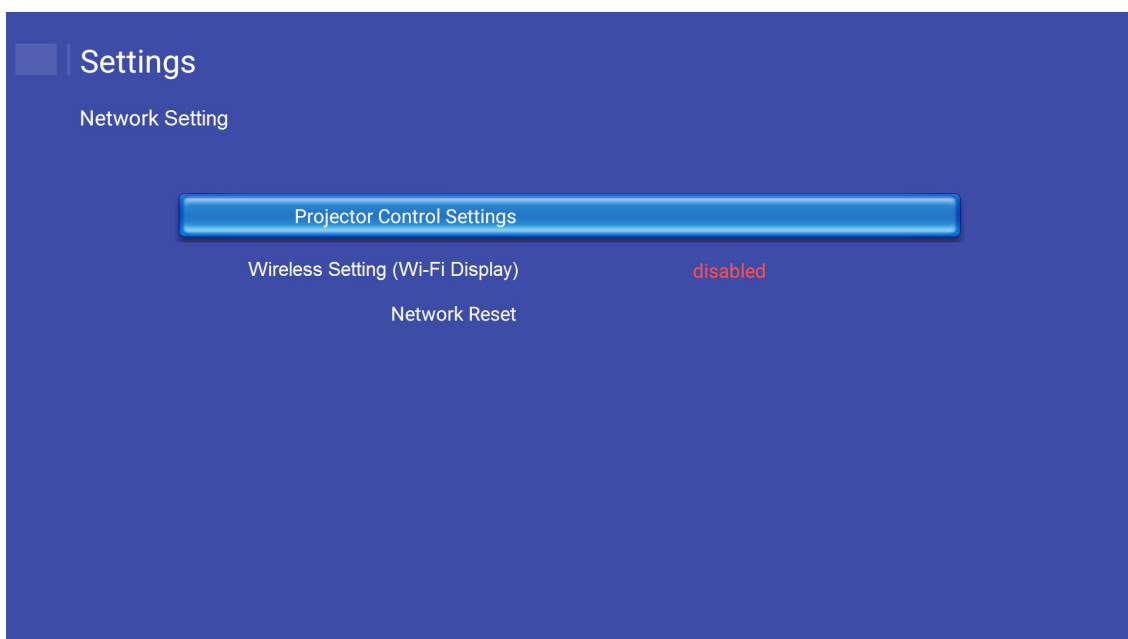 Settings
Network Setting
Projector Control Settings
Wireless Setting (Wi-Fi Display) disabled
Network Reset